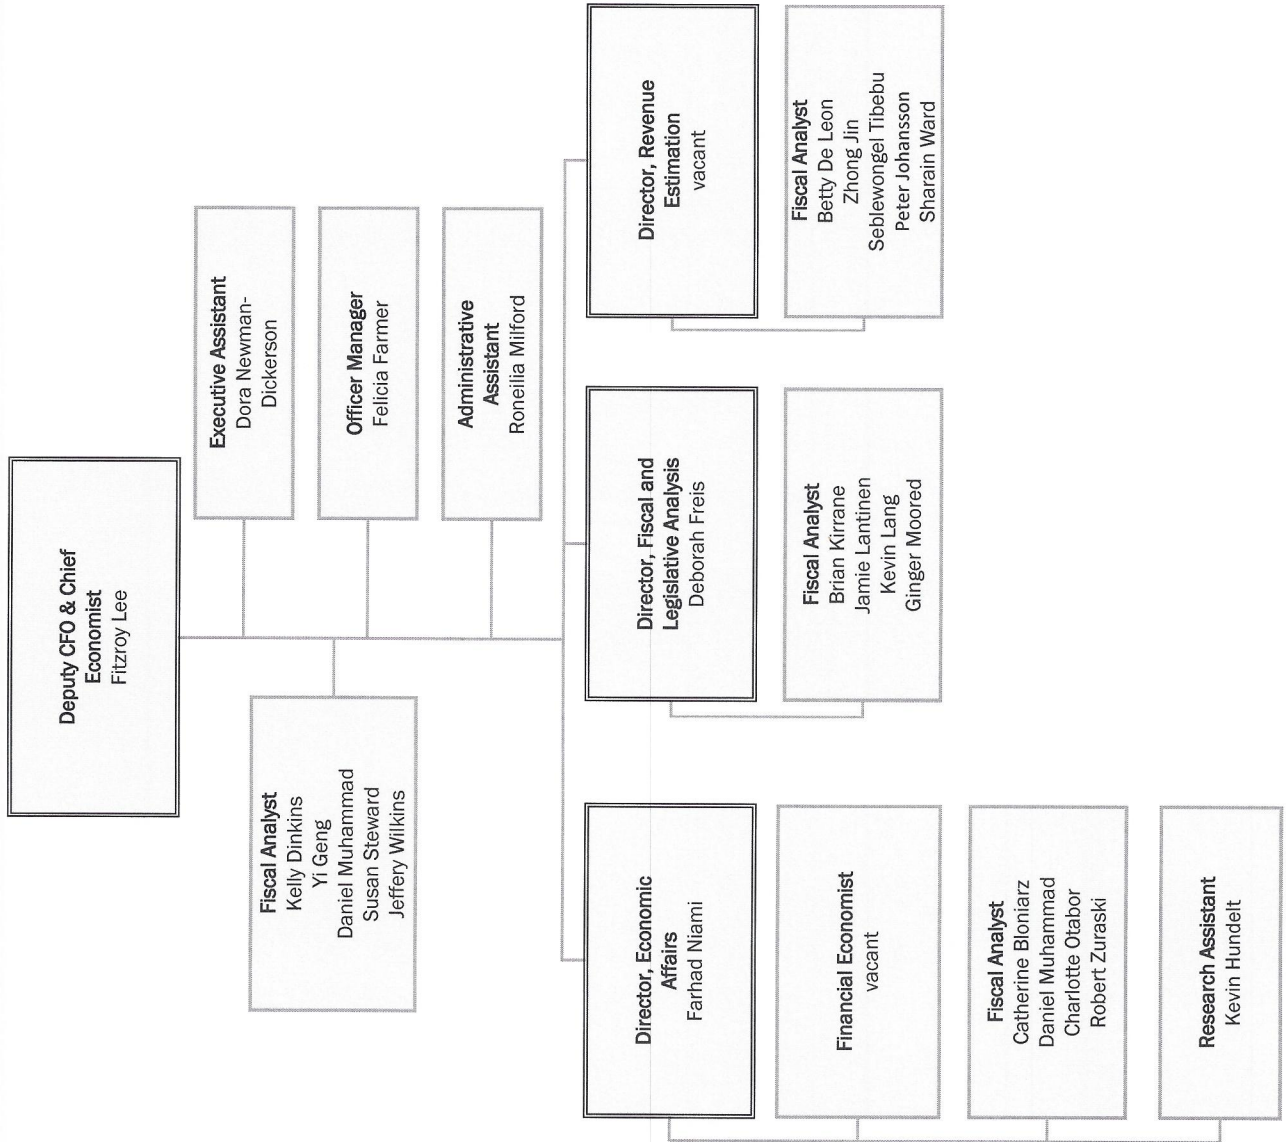 Deputy CFO & Chief
Economist
Fitzroy Lee
Executive Assistant
Dora Newman-
Dickerson
Officer Manager
Felicia Farmer
Administrative
Assistant
Roneilia Milford
Fiscal Analyst
Kelly Dinkins
Yi Geng
Daniel Muhammad
Susan Steward
Jeffery Wilkins
Director, Economic
Affairs
Farhad Niami
Financial Economist
vacant
Fiscal Analyst
Catherine Bloniarz
Daniel Muhammad
Charlotte Otabor
Robert Zuraski
Research Assistant
Kevin Hundelt
Director, Fiscal and
Legislative Analysis
Deborah Freis
Fiscal Analyst
Brian Kirrane
Jamie Lantinen
Kevin Lang
Ginger Moored
Director, Revenue
Estimation
vacant
Fiscal Analyst
Betty De Leon
Zhong Jin
Seblewongel Tibebu
Peter Johansson
Sharain Ward